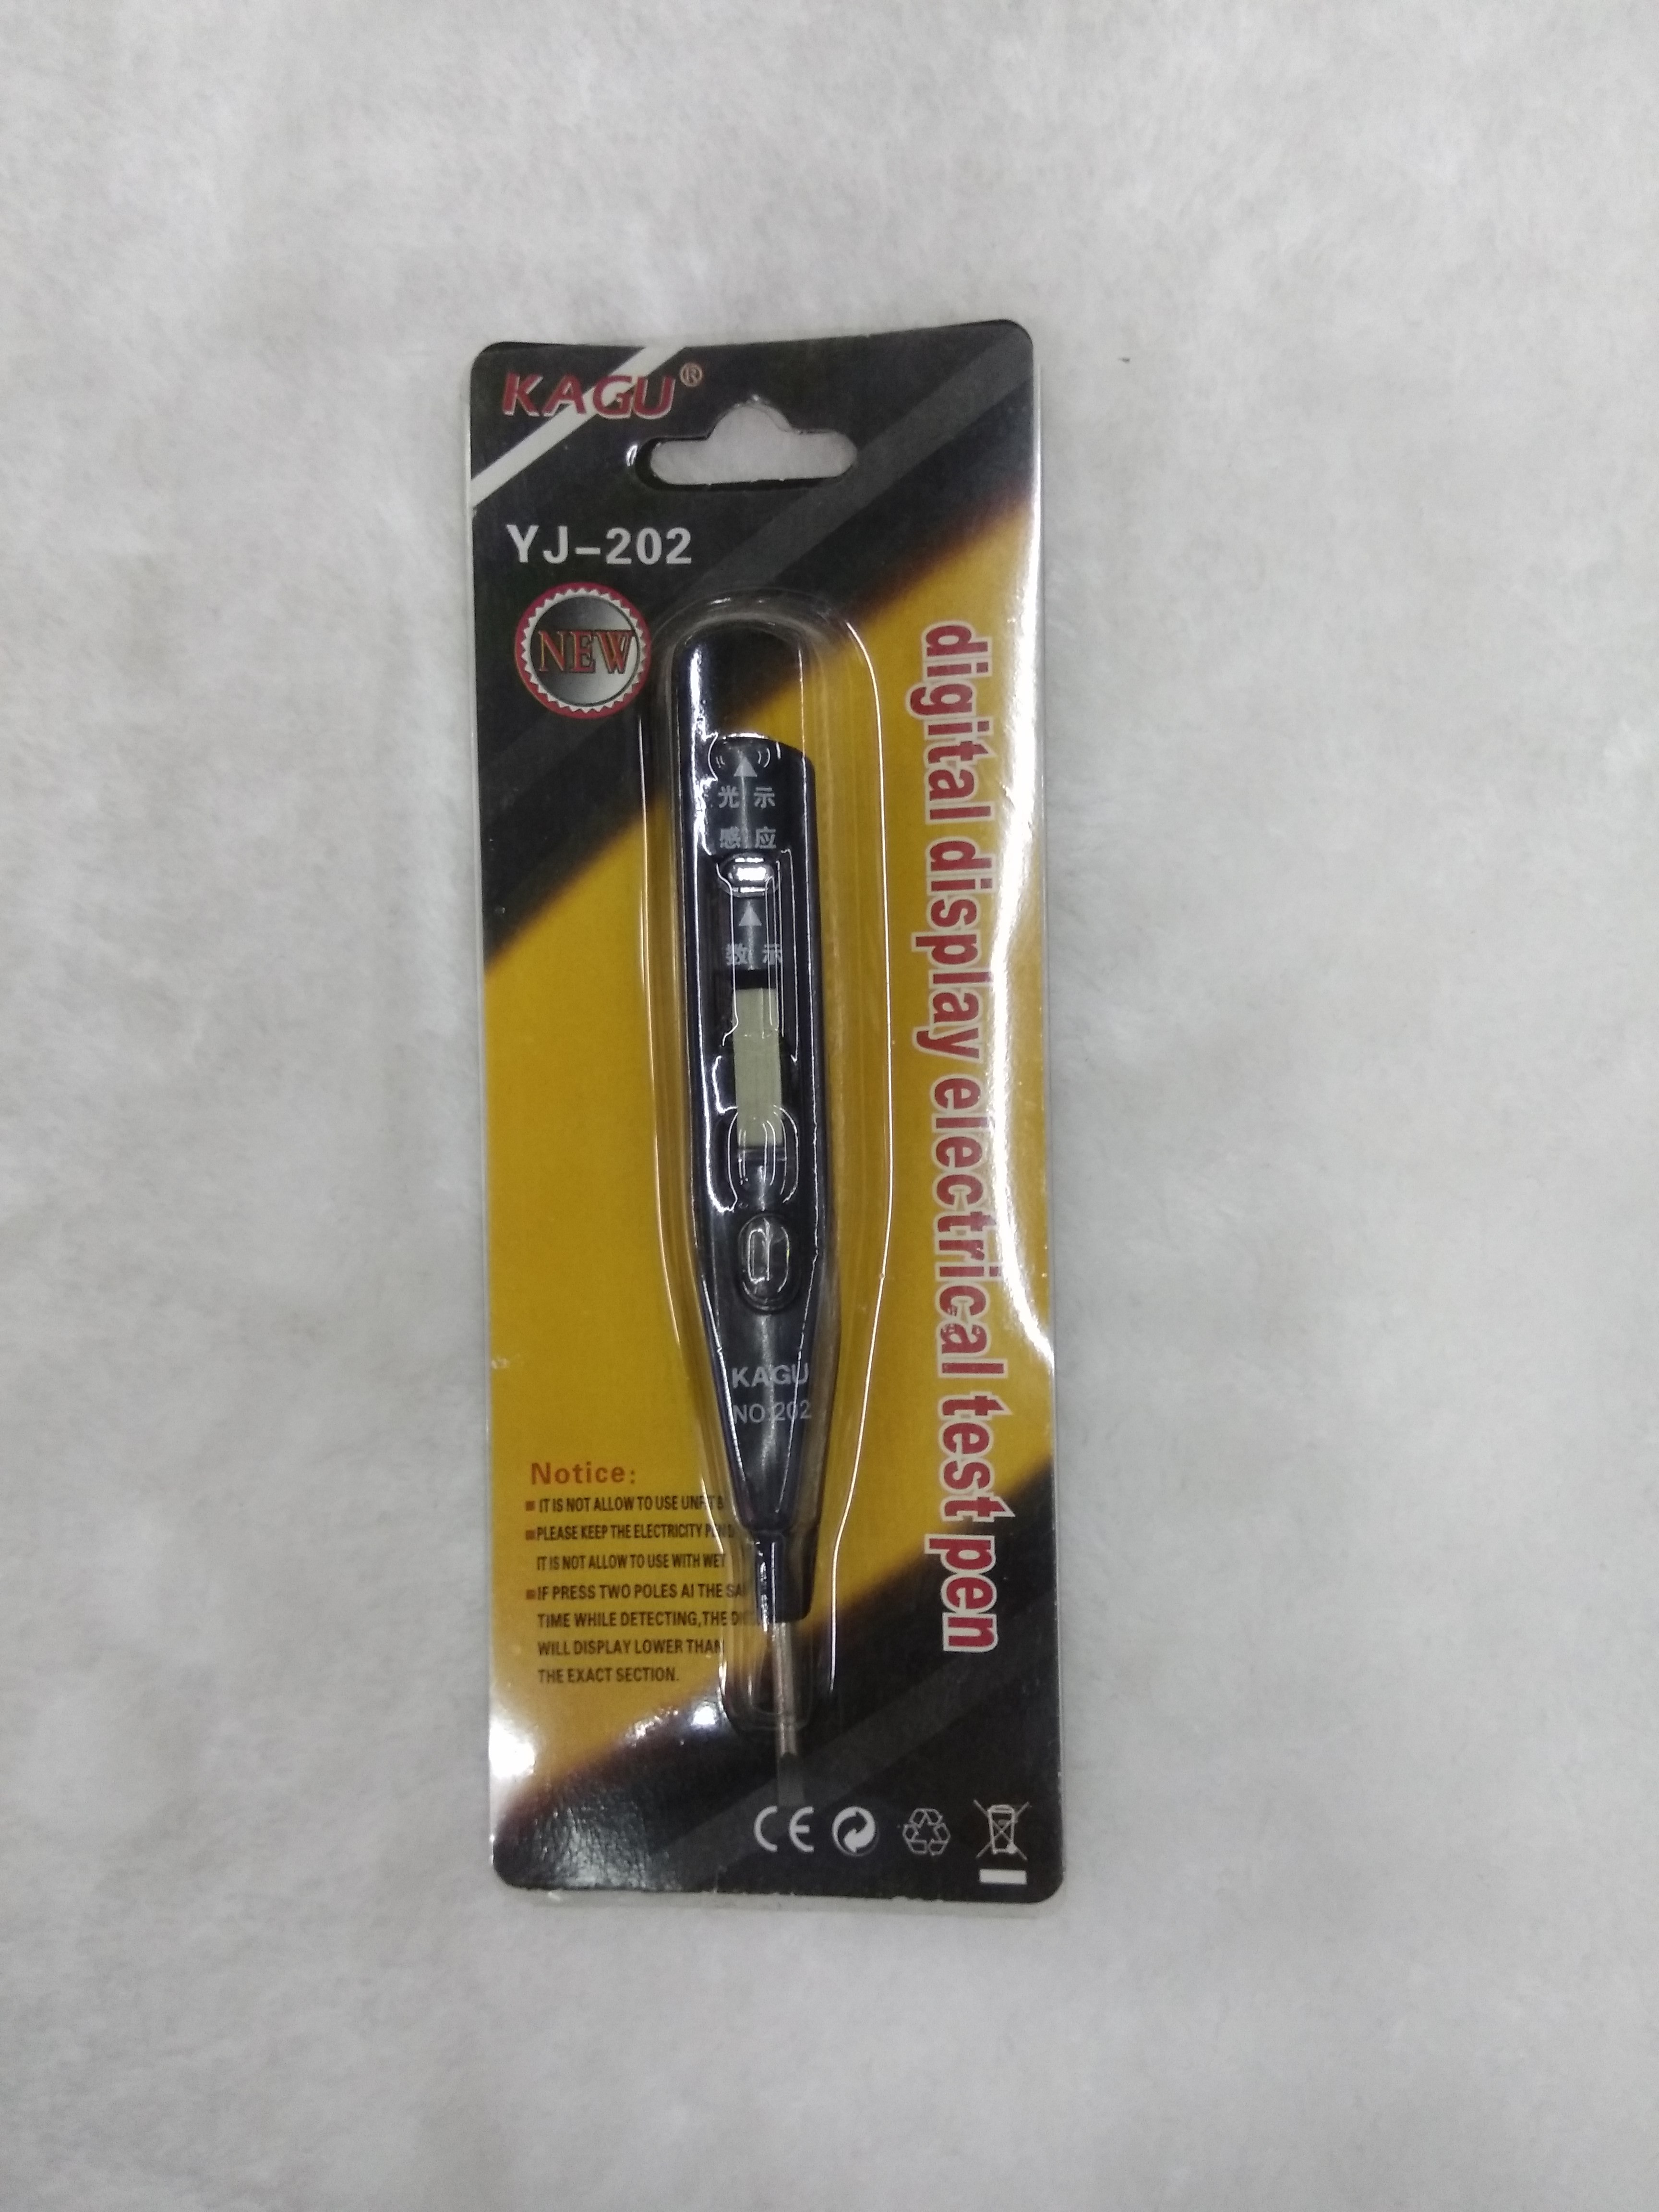 KAGU®
YJ-202
NEW
digital display electrical test pen
光 示
感 应
数 示
KAGU
NO:202
Notice:
IT IS NOT ALLOW TO USE
PLEASE KEEP THE ELECTRICITY
IT IS NOT ALLOW TO USE WITH WET
IF PRESS TWO POLES AI THE
TIME WHILE DETECTING,THE
WILL DISPLAY LOWER THAN
THE EXACT SECTION.
CE